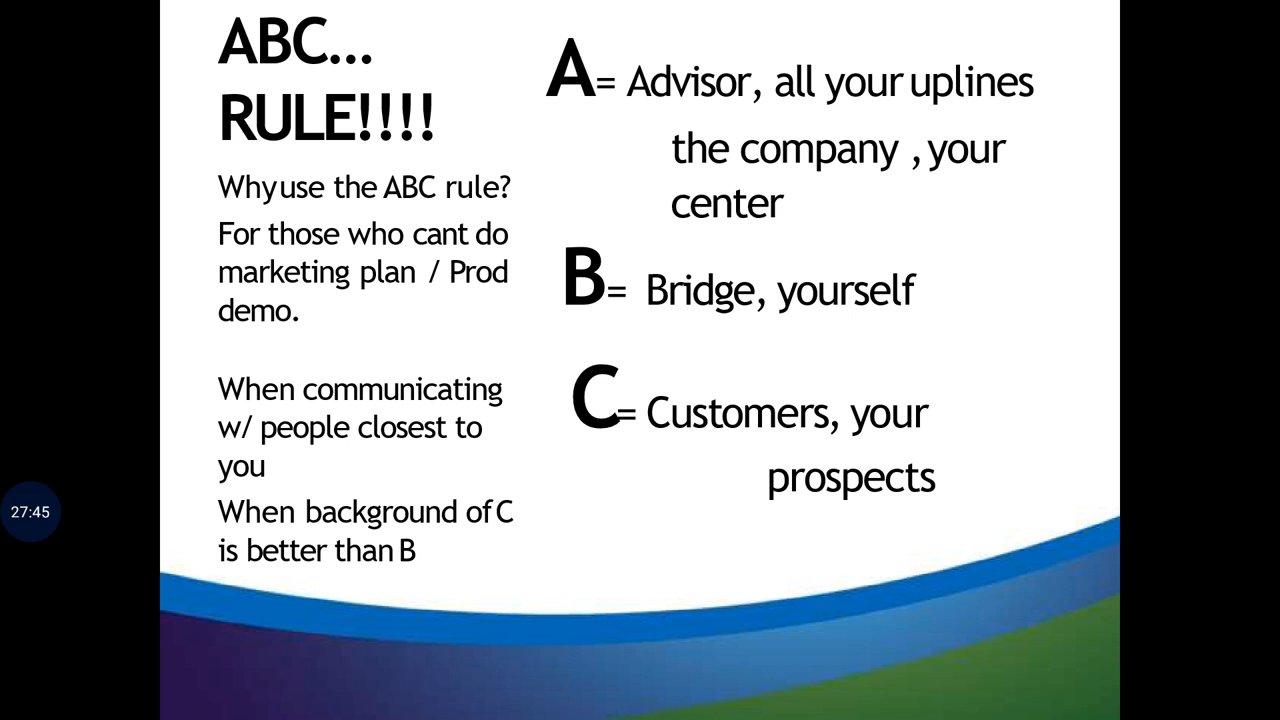 ABC...
RULE!!!!
Why use the ABC rule?
For those who cant do
marketing plan / Prod
demo.
When communicating
w/ people closest to
you
When background of C
is better than B
A= Advisor, all your uplines
the company , your
center
B= Bridge, yourself
C= Customers, your
prospects
27:45